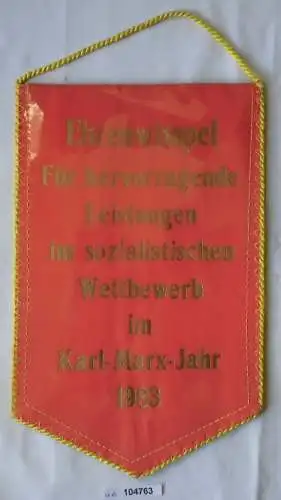 Ehrenwimpel
Für hervorragende
Leistungen
im sozialistischen
Wettbewerb
im
Karl-Marx-Jahr
1983
104763